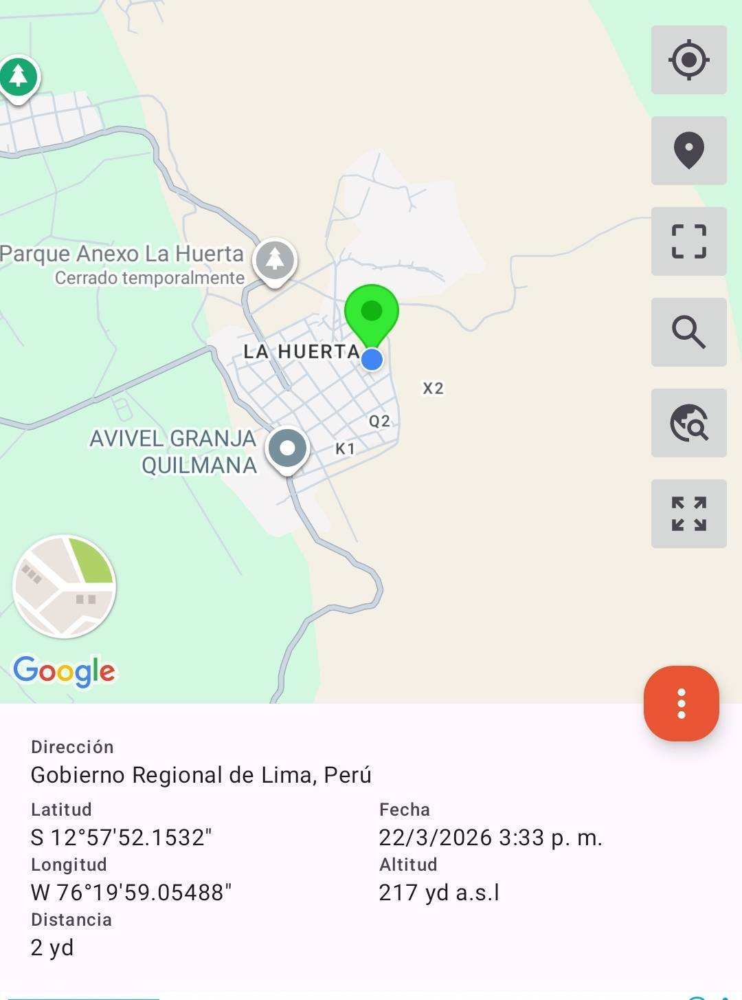 Parque Anexo La Huerta
Cerrado temporalmente
LA HUERTA
X2
Q2
K1
AVIVEL GRANJA
QUILMANA
Google
Dirección
Gobierno Regional de Lima, Perú
Latitud
S 12°57'52.1532"
Fecha
22/3/2026 3:33 p. m.
Longitud
W 76°19'59.05488"
Altitud
217 yd a.s.l
Distancia
2 yd